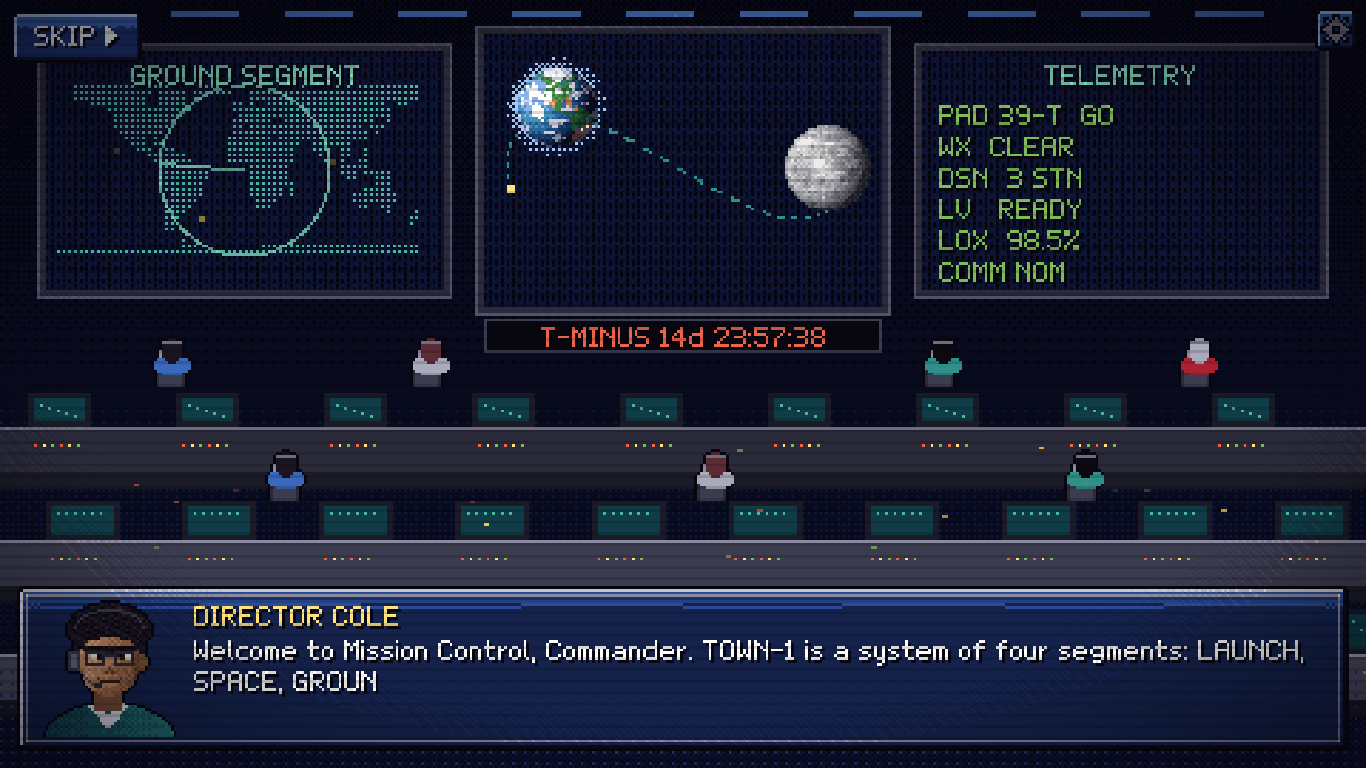 SKIP
GROUND SEGMENT
TELEMETRY
PAD 39-T GO
WX CLEAR
DSN 3 STN
LV READY
LOX 98.5%
COMM NOM
T-MINUS 14d 23:57:38
DIRECTOR COLE
Welcome to Mission Control, Commander. TOWN-1 is a system of four segments: LAUNCH,
SPACE, GROUN